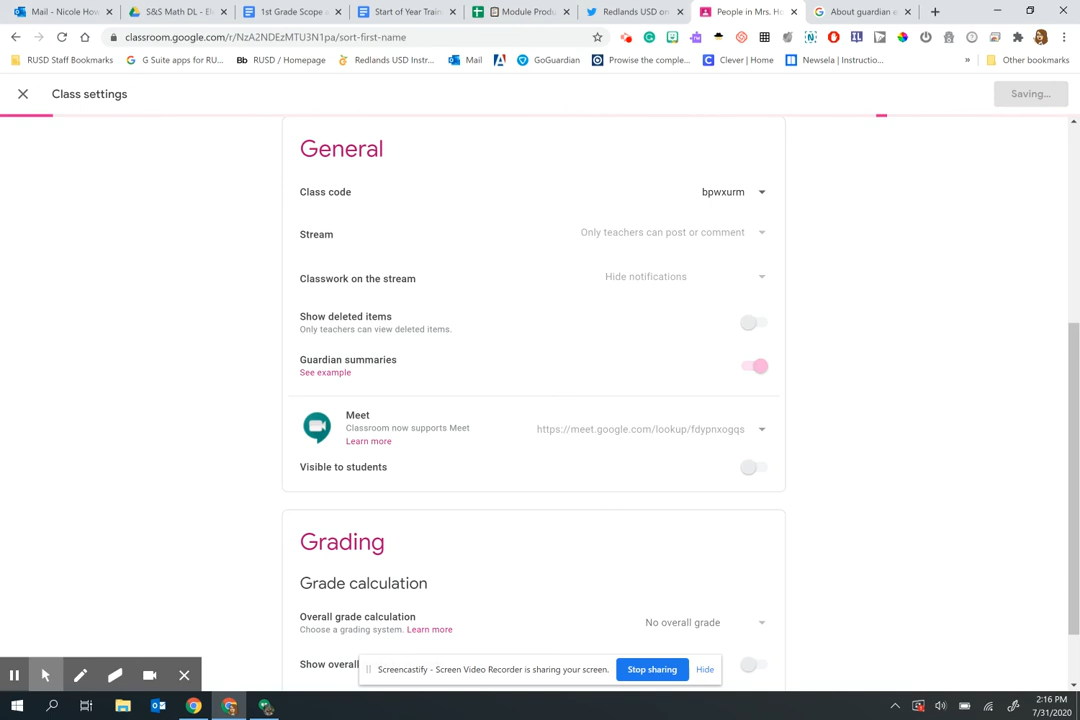 Mail - Nicole How
S&S Math DL - El
1st Grade Scope a
Start of Year Train
Module Produ
Redlands USD on
People in Mrs. Ho
About guardian e
classroom.google.com/r/NzA2NDEzMTU3N1pa/sort-first-name
RUSD Staff Bookmarks
G Suite apps for RU...
Bb RUSD / Homepage
Redlands USD Instr...
Mail
GoGuardian
Prowise the comple...
Clever | Home
Newsela | Instructio...
»
Other bookmarks
Class settings
Saving...
General
Class code
bpwxurm
Stream
Only teachers can post or comment
Classwork on the stream
Hide notifications
Show deleted items
Only teachers can view deleted items.
Guardian summaries
See example
Meet
Classroom now supports Meet
Learn more
https://meet.google.com/lookup/fdypnxogqs
Visible to students
Grading
Grade calculation
Overall grade calculation
Choose a grading system. Learn more
No overall grade
Show overall
Screencastify - Screen Video Recorder is sharing your screen.
Stop sharing
Hide
2:16 PM
7/31/2020